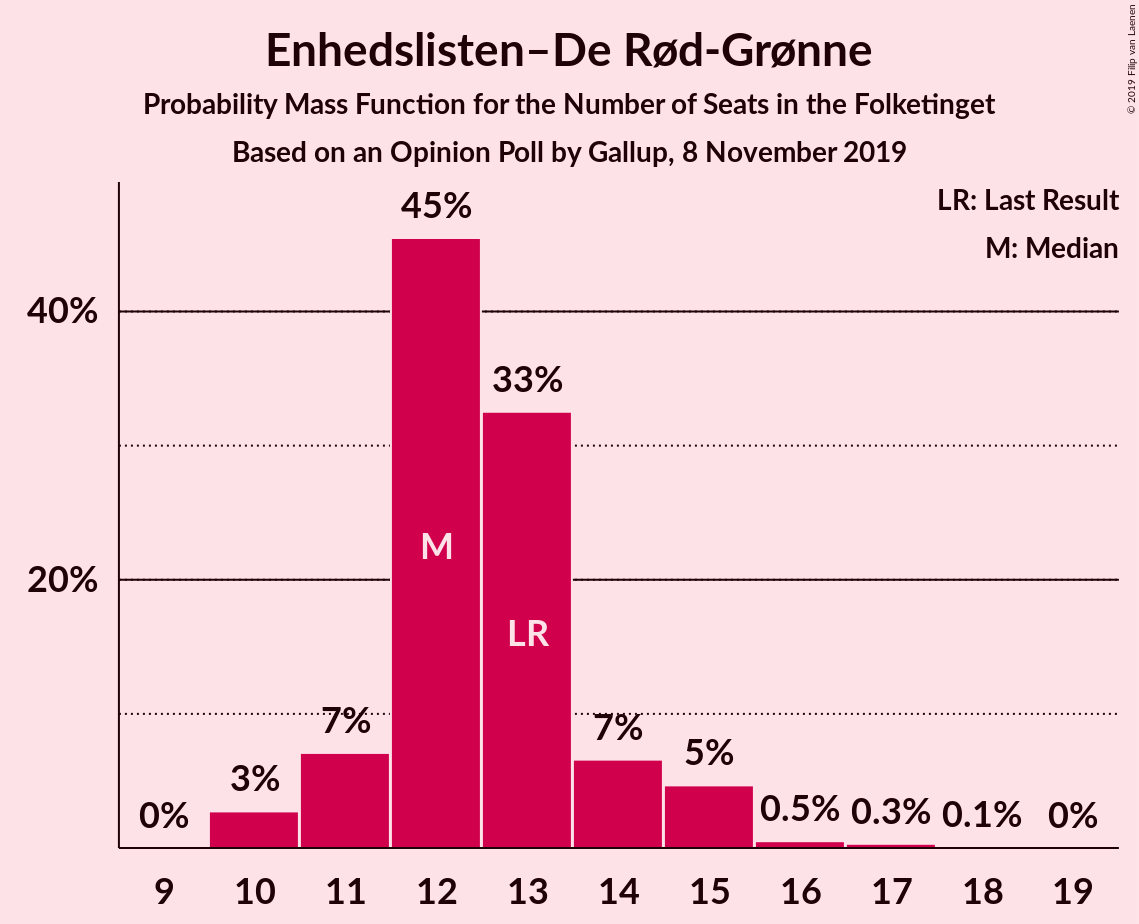 Enhedslisten–De Rød-Grønne
Probability Mass Function for the Number of Seats in the Folketinget
Based on an Opinion Poll by Gallup, 8 November 2019
© 2019 Filip van Laenen
LR: Last Result
M: Median
40%
20%
0%
3%
7%
45%
33%
7%
5%
0.5%
0.3%
0.1%
0%
M
LR
9 10 11 12 13 14 15 16 17 18 19